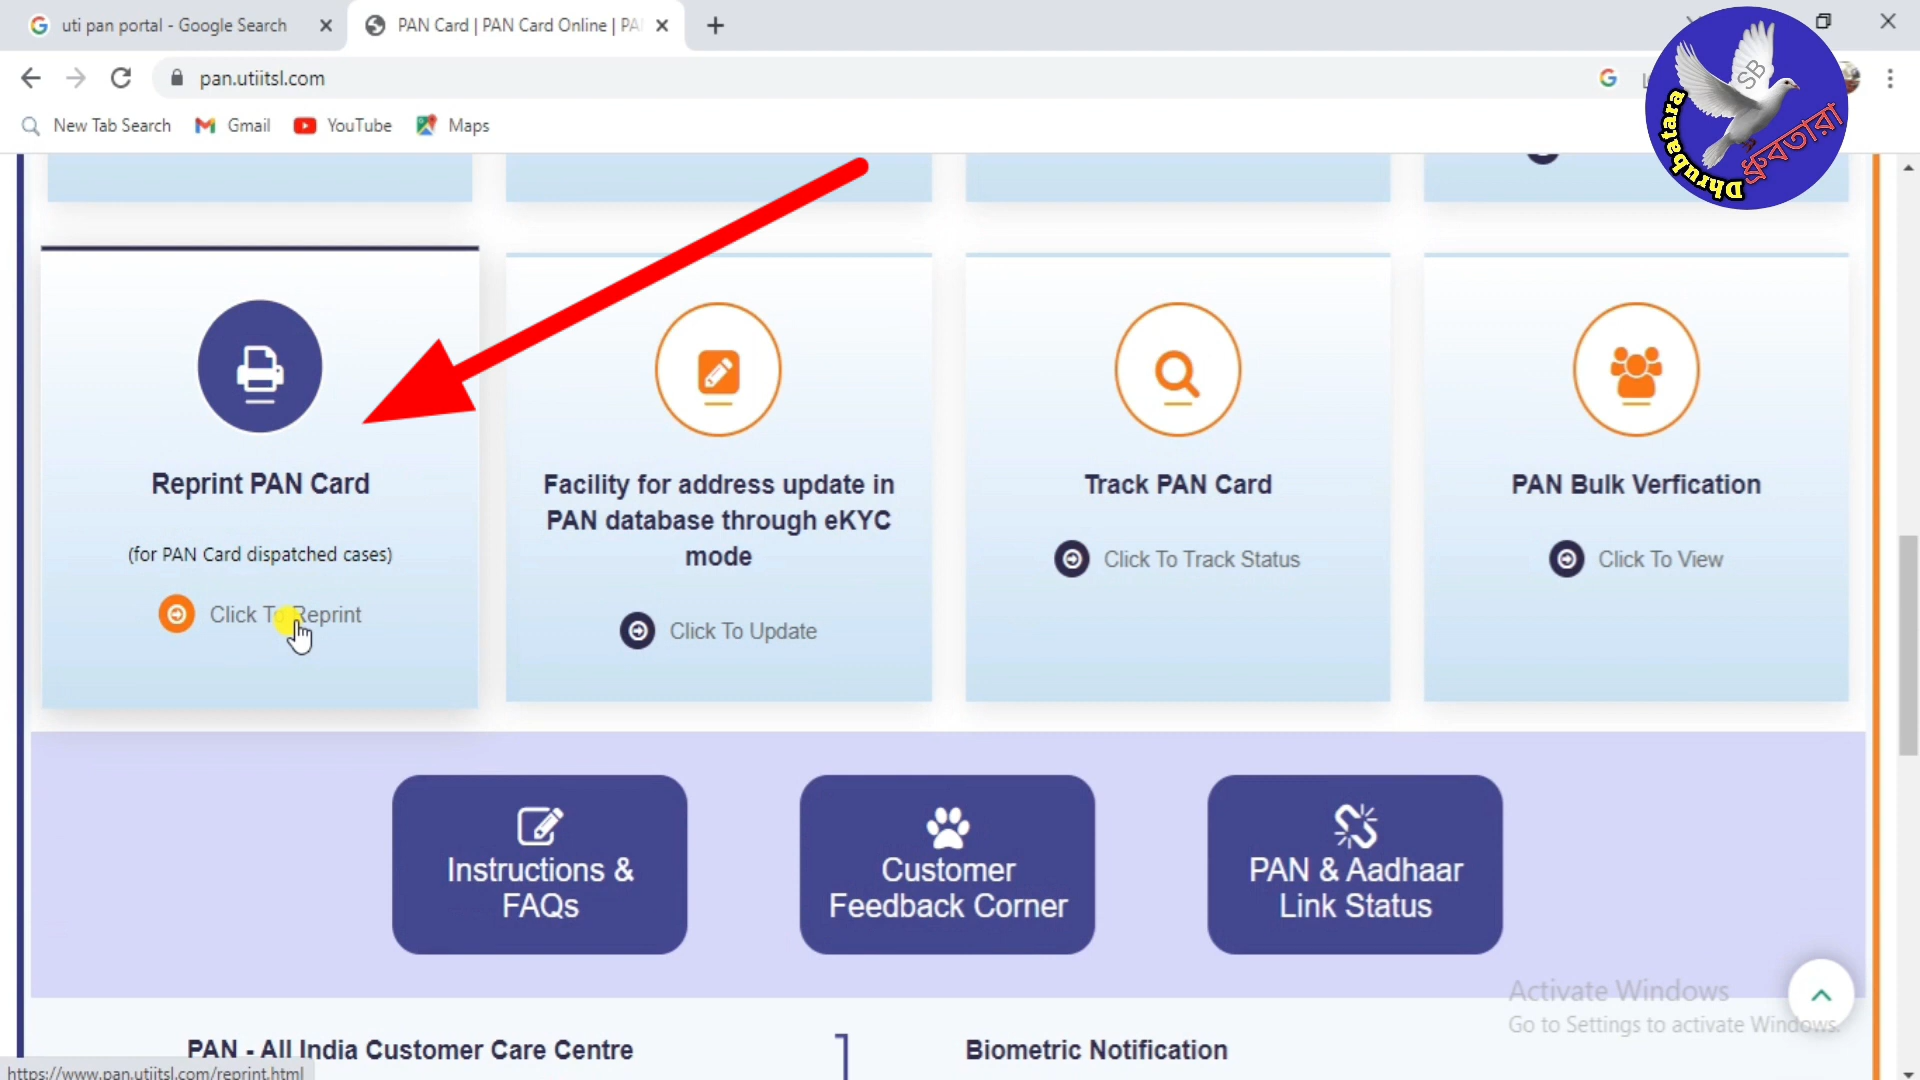 uti pan portal - Google Search
PAN Card | PAN Card Online | PA
pan.utiitsl.com
New Tab Search
Gmail
YouTube
Maps
SB
Dhrubatara
ধ্রুবতারা
Reprint PAN Card
(for PAN Card dispatched cases)
Click To Reprint
Facility for address update in
PAN database through eKYC
mode
Click To Update
Track PAN Card
Click To Track Status
PAN Bulk Verfication
Click To View
Instructions &
FAQs
Customer
Feedback Corner
PAN & Aadhaar
Link Status
Activate Windows
Go to Settings to activate Windows.
PAN - All India Customer Care Centre
Biometric Notification
https://www.pan.utiitsl.com/reprint.html